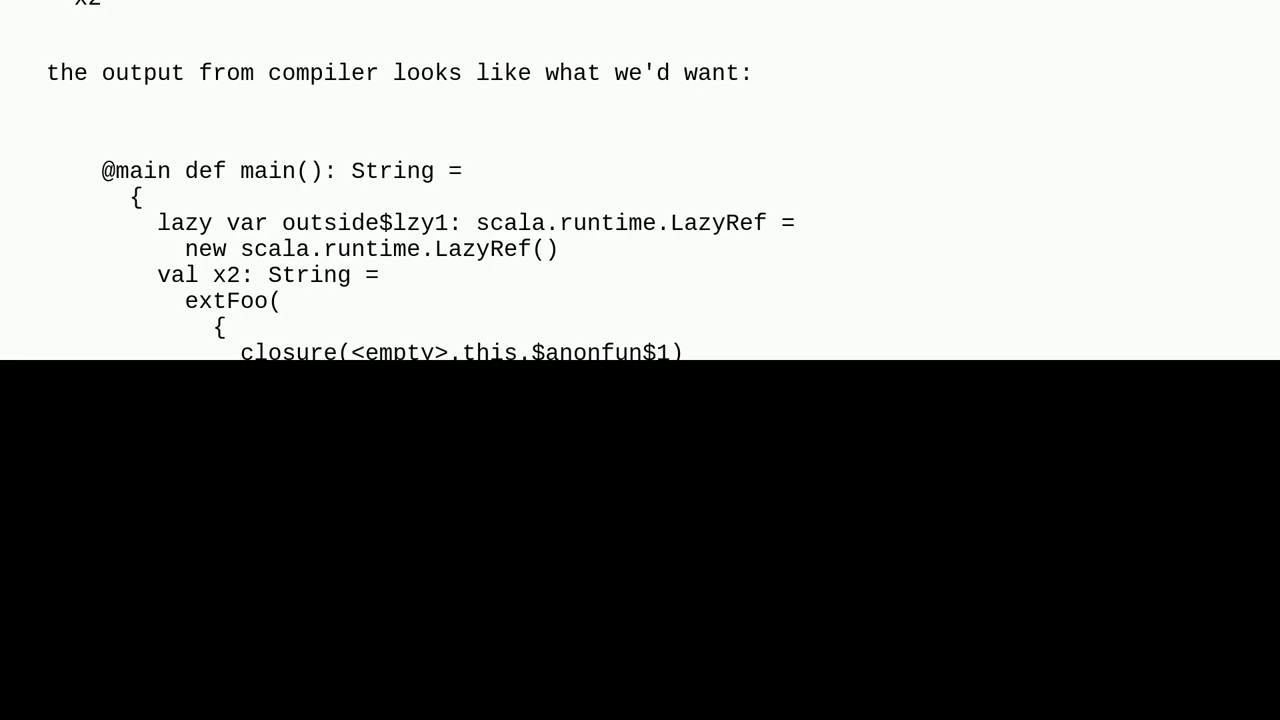 x2
the output from compiler looks like what we'd want:
@main def main(): String =
{
lazy var outside$lzy1: scala.runtime.LazyRef =
new scala.runtime.LazyRef()
val x2: String =
extFoo(
{
closure(<empty>.this.$anonfun$1)